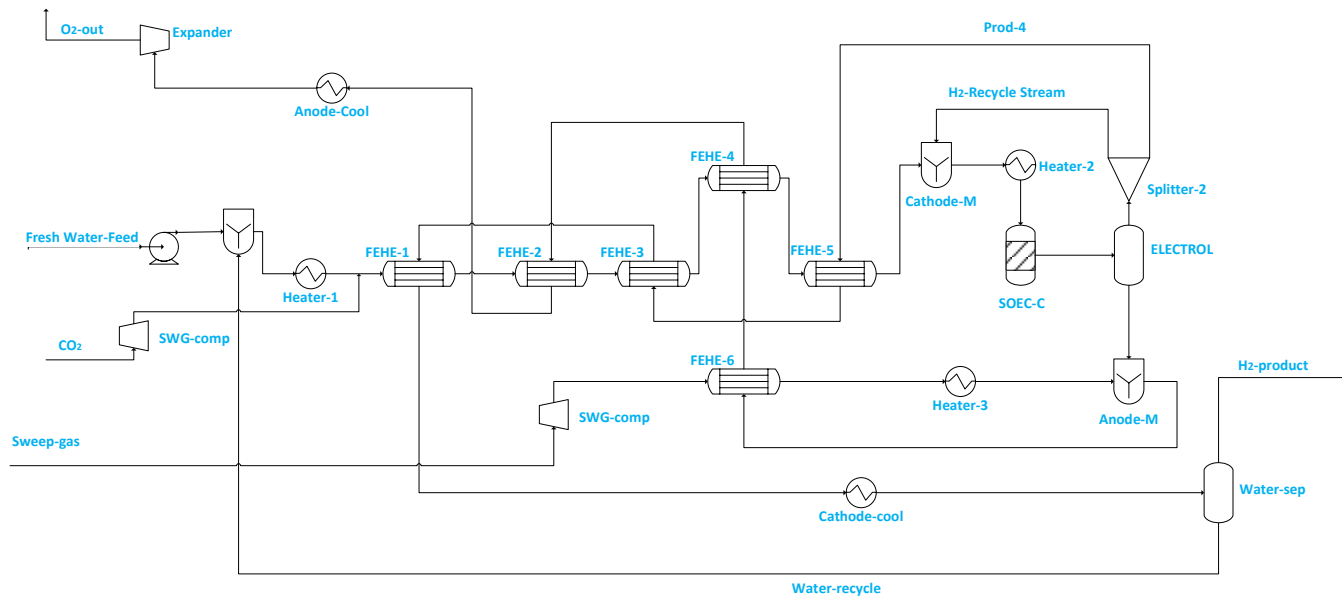 O2-out
Expander
Prod-4
Anode-Cool
H2-Recycle Stream
FEHE-4
Heater-2
Cathode-M
Splitter-2
Fresh Water-Feed
FEHE-1
FEHE-2
FEHE-3
FEHE-5
ELECTROL
Heater-1
SOEC-C
SWG-comp
CO2
FEHE-6
H2-product
Heater-3
SWG-comp
Anode-M
Sweep-gas
Water-sep
Cathode-cool
Water-recycle